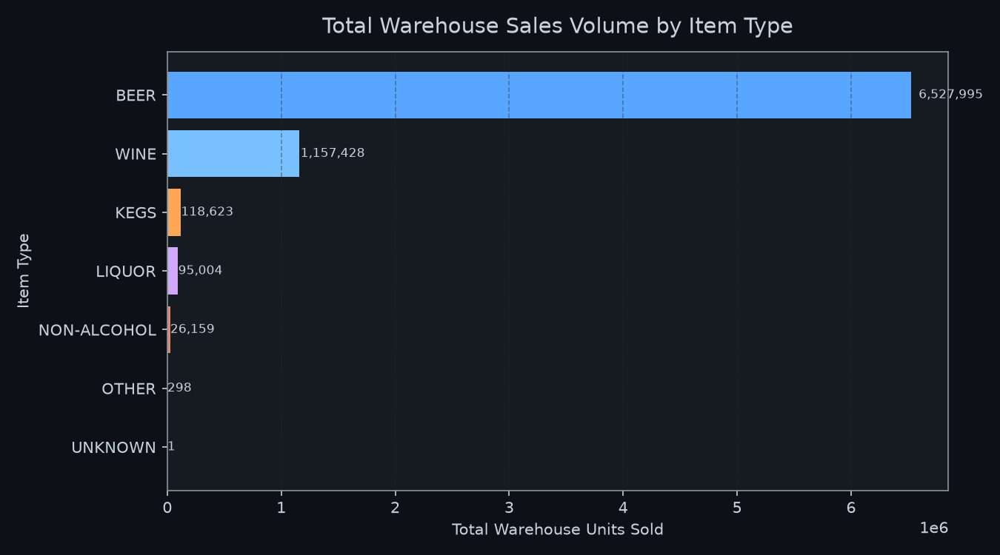 Total Warehouse Sales Volume by Item Type
Item Type
BEER 6,527,995
WINE 1,157,428
KEGS 118,623
LIQUOR 95,004
NON-ALCOHOL 26,159
OTHER 298
UNKNOWN 1
0 1 2 3 4 5 6
1e6
Total Warehouse Units Sold